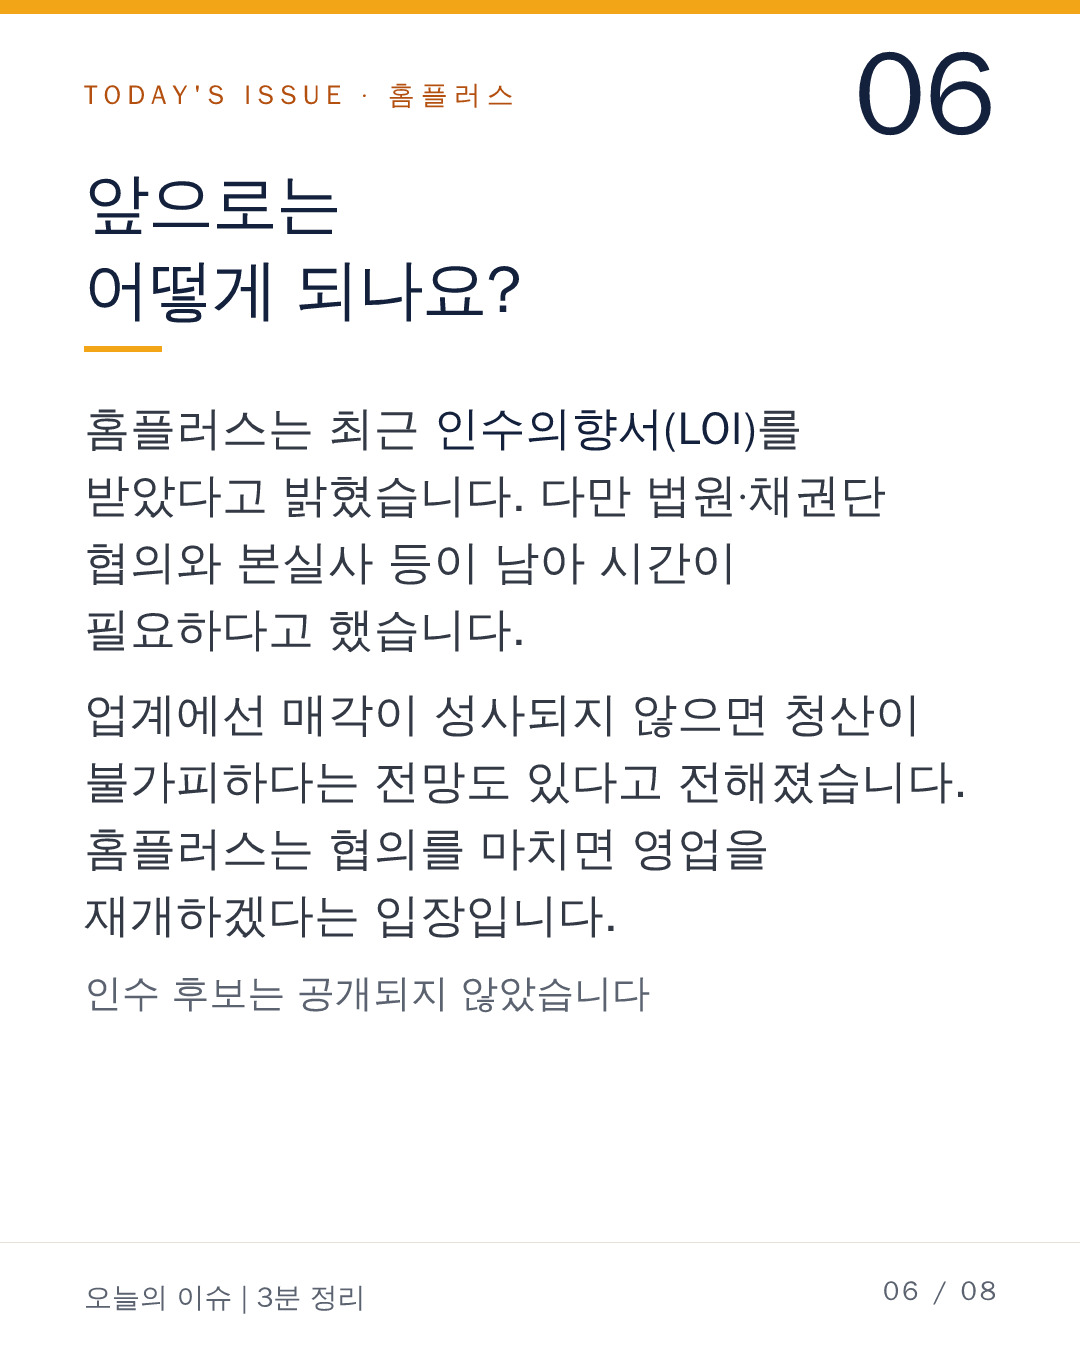 TODAY'S ISSUE · 홈플러스
06
앞으로는
어떻게 되나요?
홈플러스는 최근 인수의향서(LOI)를
받았다고 밝혔습니다. 다만 법원·채권단
협의와 본실사 등이 남아 시간이
필요하다고 했습니다.
업계에선 매각이 성사되지 않으면 청산이
불가피하다는 전망도 있다고 전해졌습니다.
홈플러스는 협의를 마치면 영업을
재개하겠다는 입장입니다.
인수 후보는 공개되지 않았습니다
오늘의 이슈 | 3분 정리
06 / 08